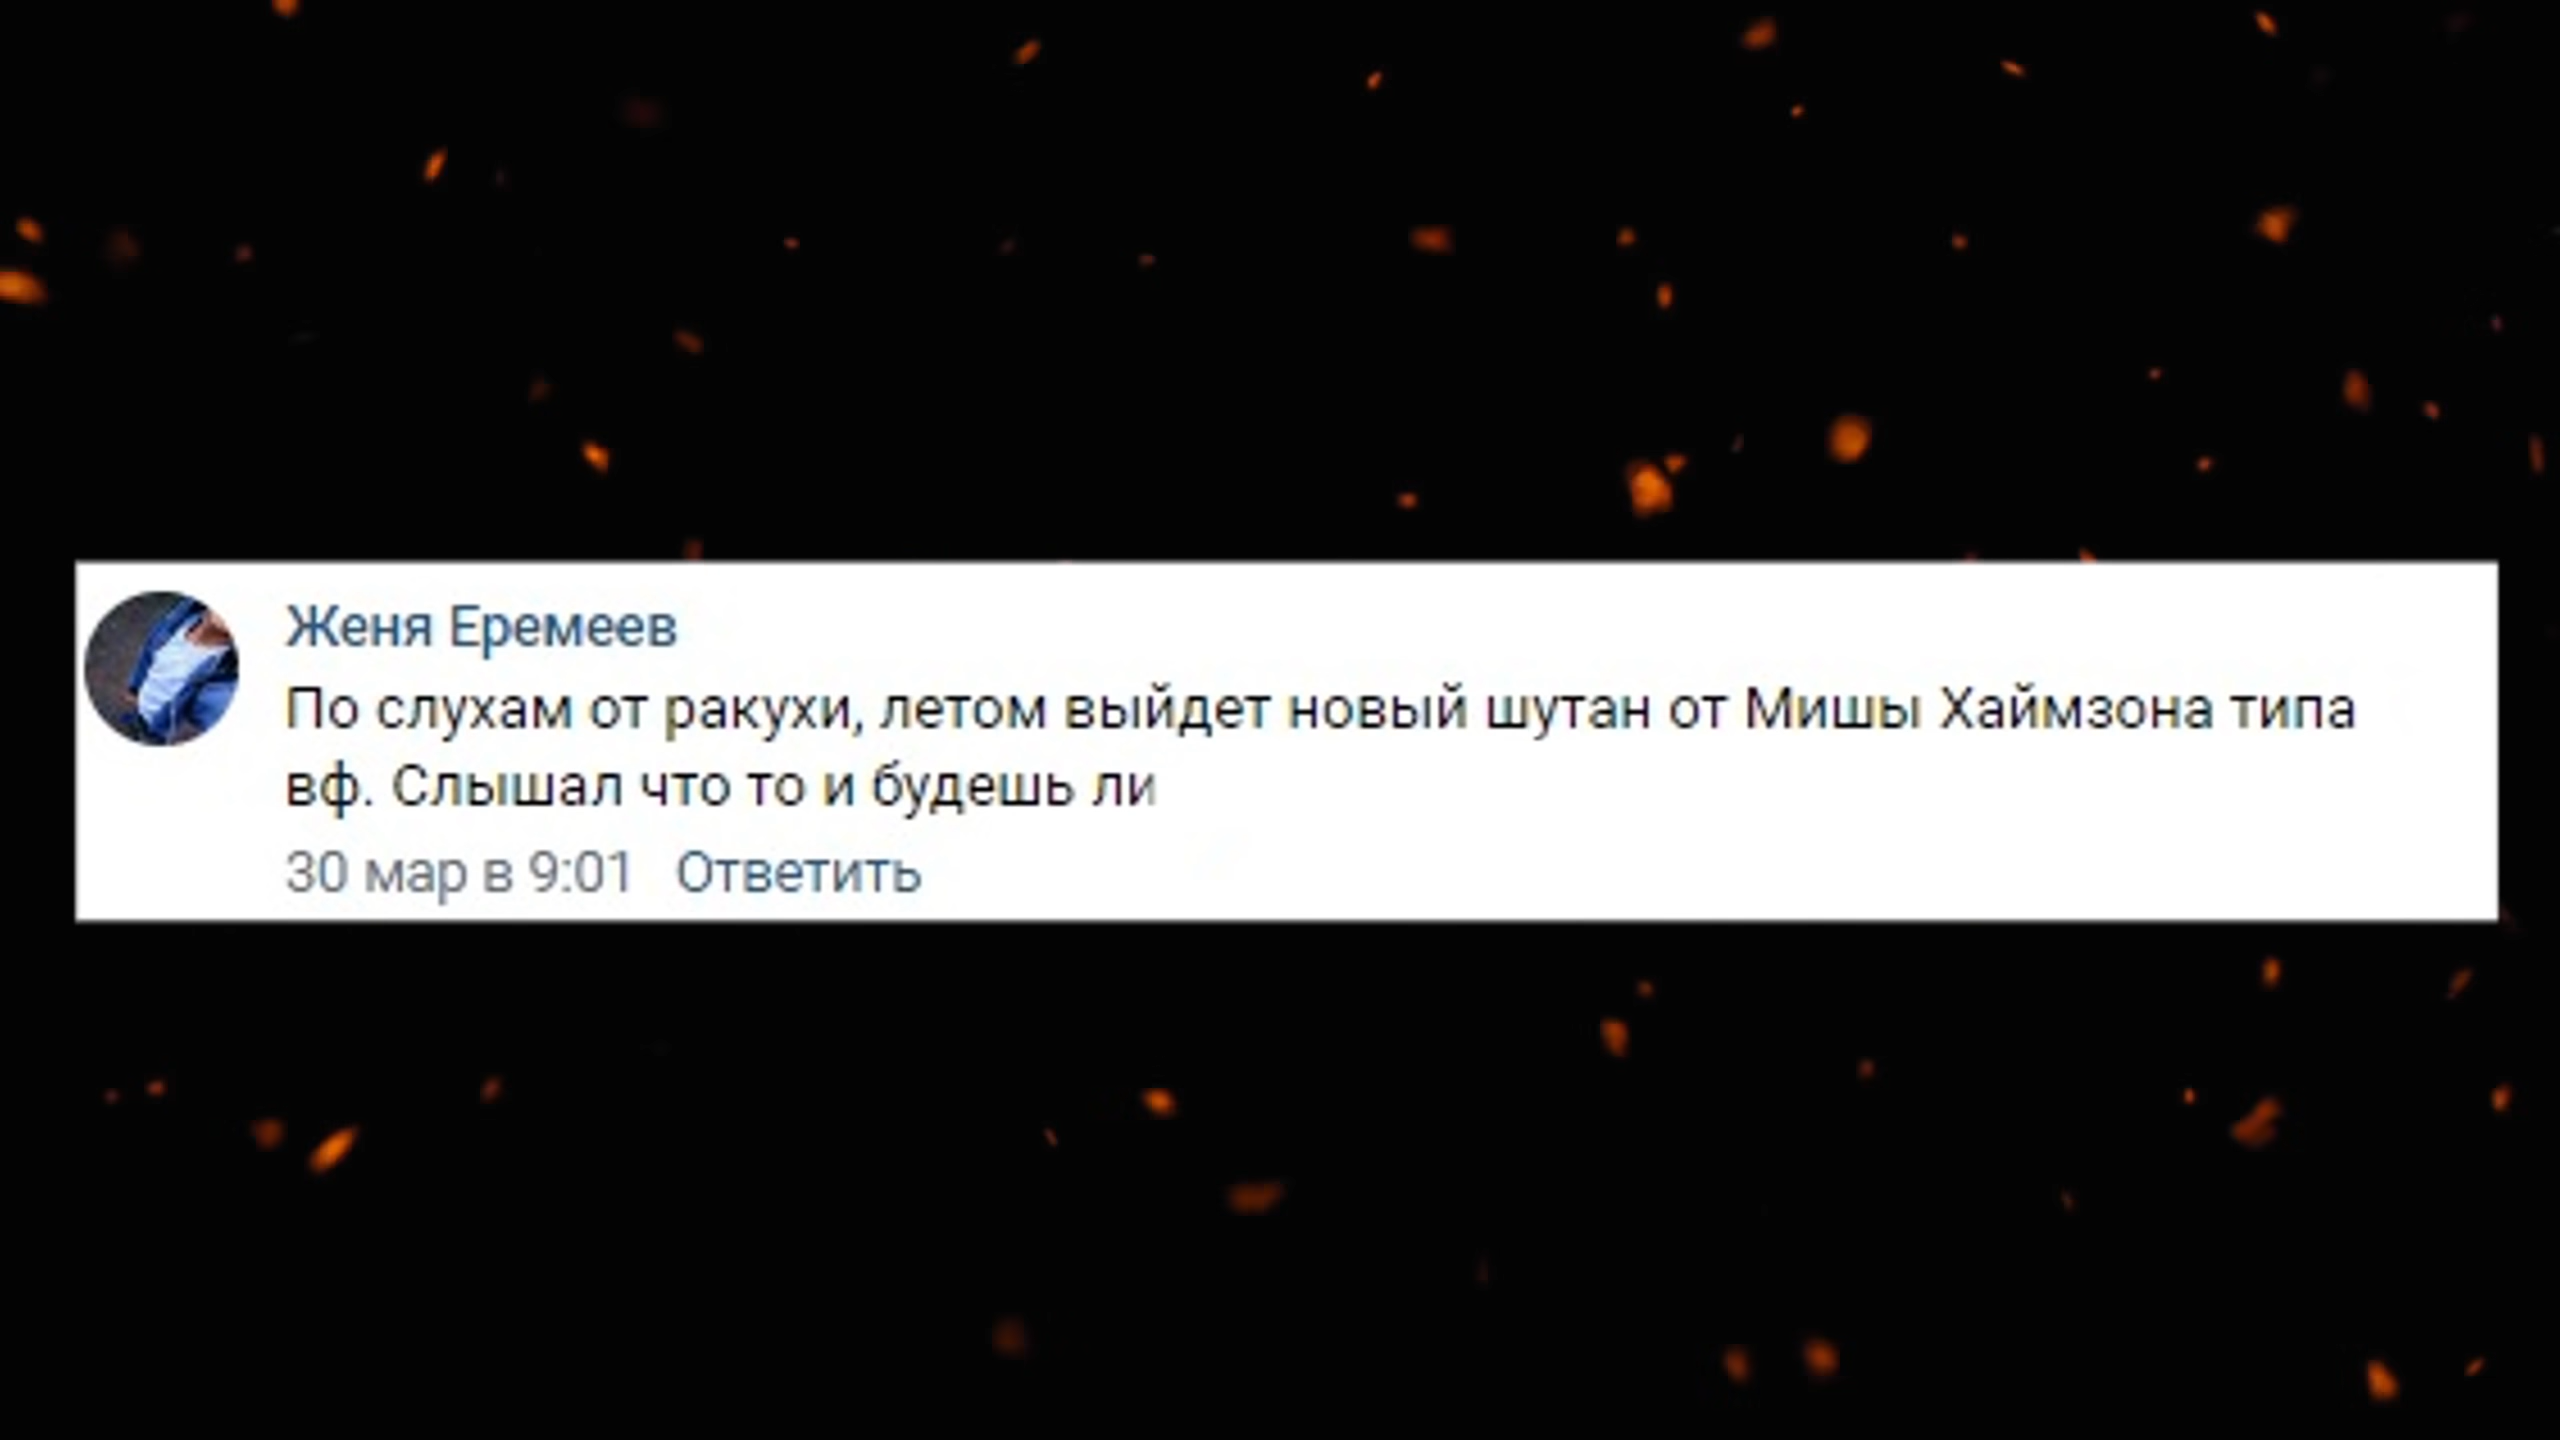 Женя Еремеев
По слухам от ракухи, летом выйдет новый шутан от Мишы Хаймзона типа
вф. Слышал что то и будешь ли
30 мар в 9:01 Ответить